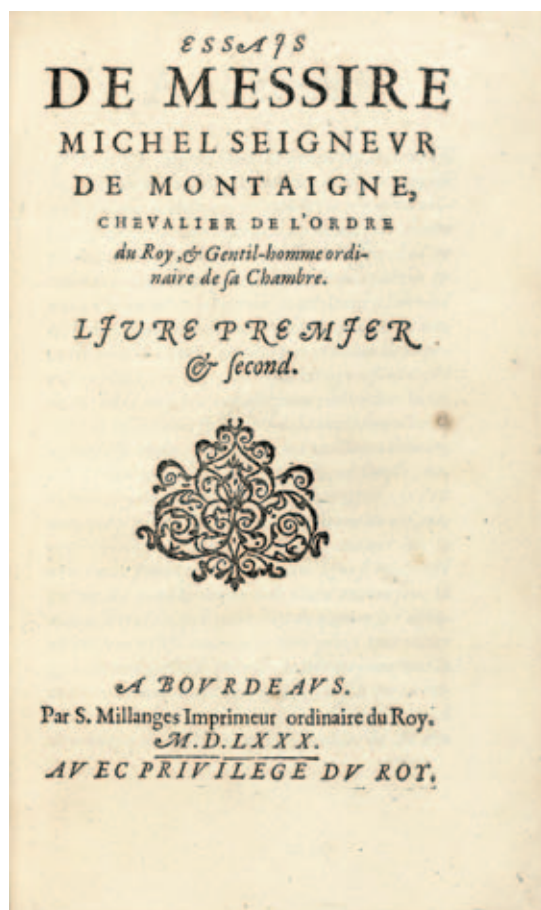 ESSAIS
DE MESSIRE
MICHEL SEIGNEVR
DE MONTAIGNE,
CHEVALIER DE L'ORDRE
du Roy, & Gentil-homme ordi-
naire de ſa Chambre.
LIVRE PREMIER
& ſecond.
A BOVRDEAVS.
Par S. Millanges Imprimeur ordinaire du Roy.
M.D.LXXX.
AVEC PRIVILEGE DV ROY.